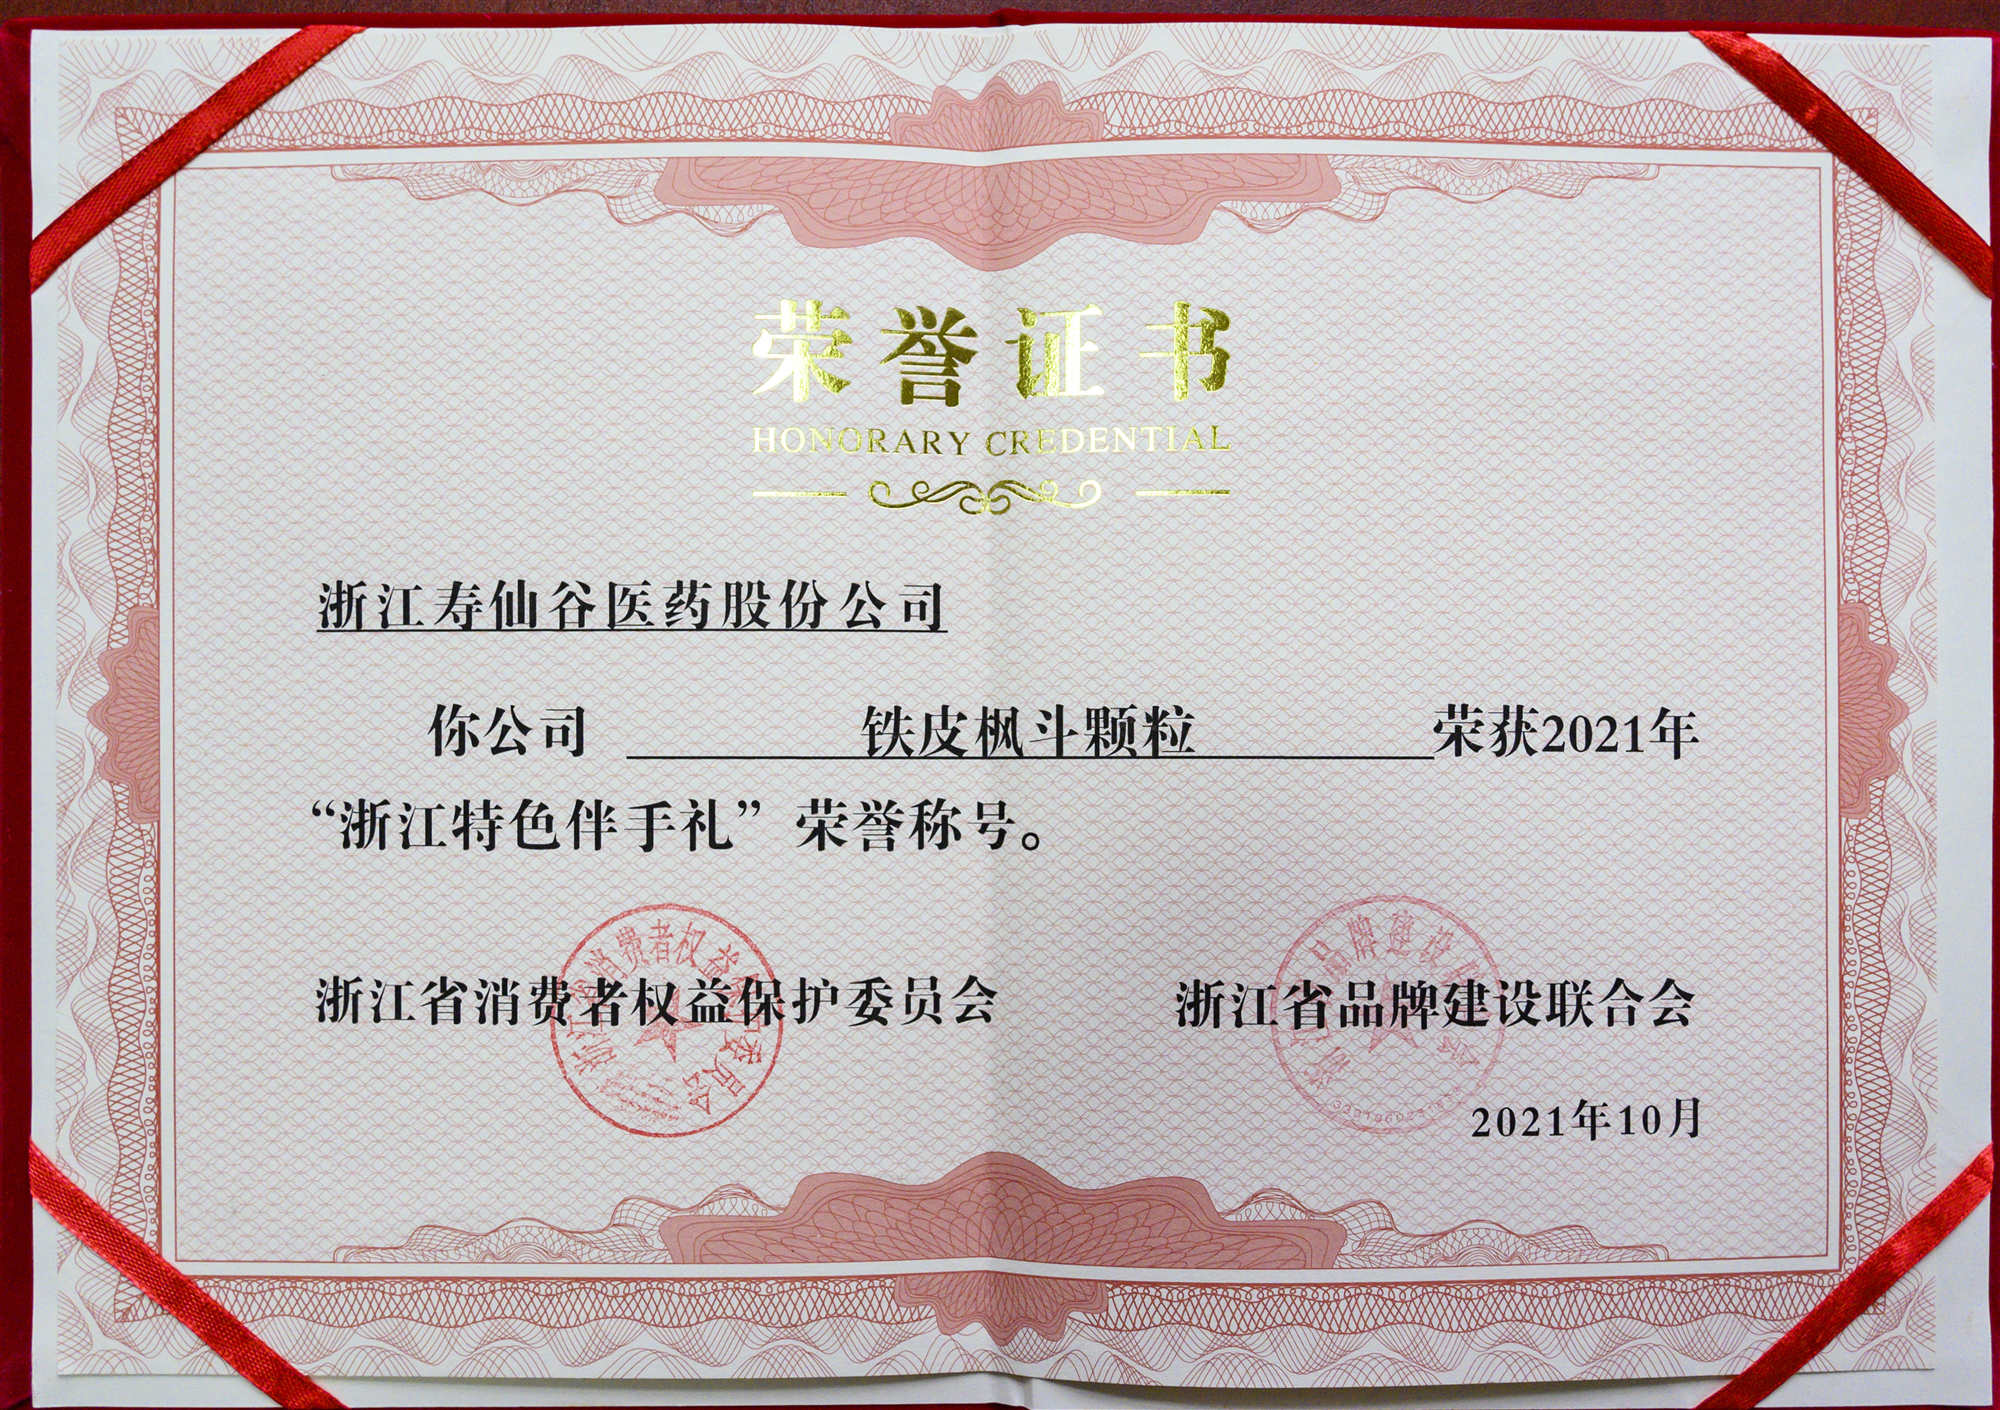 荣誉证书
HONORARY CREDENTIAL
浙江寿仙谷医药股份公司
你公司 铁皮枫斗颗粒 荣获2021年
“浙江特色伴手礼”荣誉称号。
浙江省消费者权益保护委员会 浙江省品牌建设联合会
2021年10月